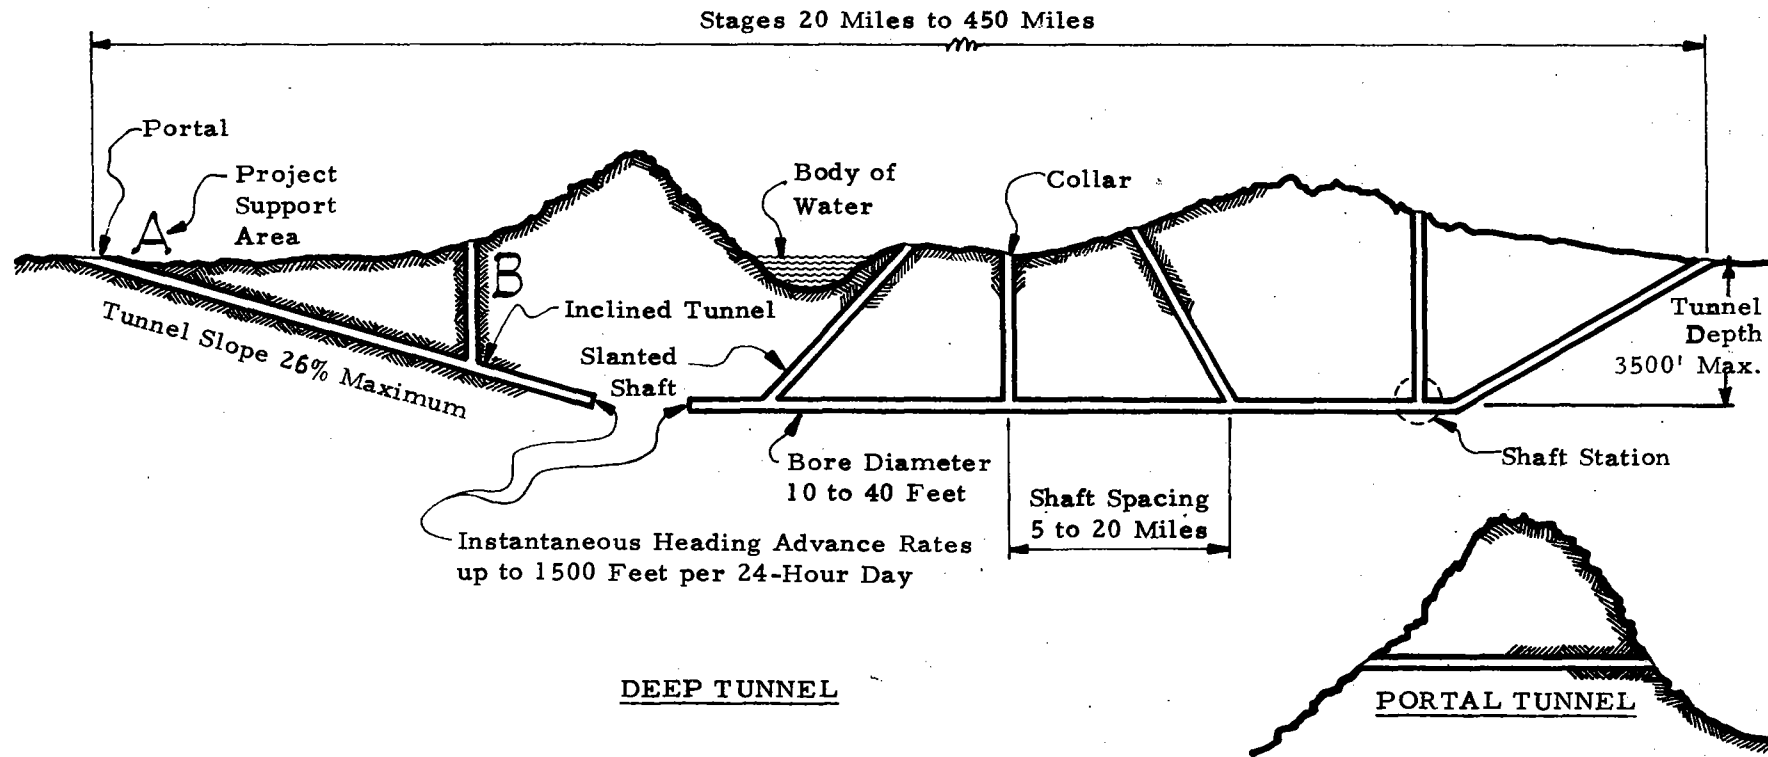 Stages 20 Miles to 450 Miles
Portal
Project
Support
Area
A
Body of
Water
Collar
B
Inclined Tunnel
Tunnel Slope 26% Maximum
Slanted
Shaft
Tunnel
Depth
3500' Max.
Bore Diameter
10 to 40 Feet
Shaft Spacing
5 to 20 Miles
Shaft Station
Instantaneous Heading Advance Rates
up to 1500 Feet per 24-Hour Day
DEEP TUNNEL
PORTAL TUNNEL